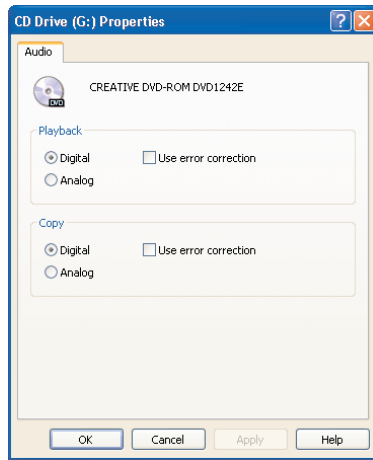 CD Drive (G:) Properties
Audio
DVD
CREATIVE DVD-ROM DVD1242E
Playback
Digital Use error correction
Analog
Copy
Digital Use error correction
Analog
OK Cancel Apply Help